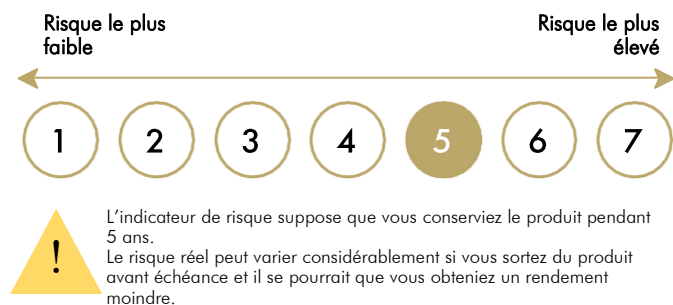 Risque le plus faible
Risque le plus élevé
1 2 3 4 5 6 7
!
L'indicateur de risque suppose que vous conserviez le produit pendant
5 ans.
Le risque réel peut varier considérablement si vous sortez du produit
avant échéance et il se pourrait que vous obteniez un rendement
moindre.